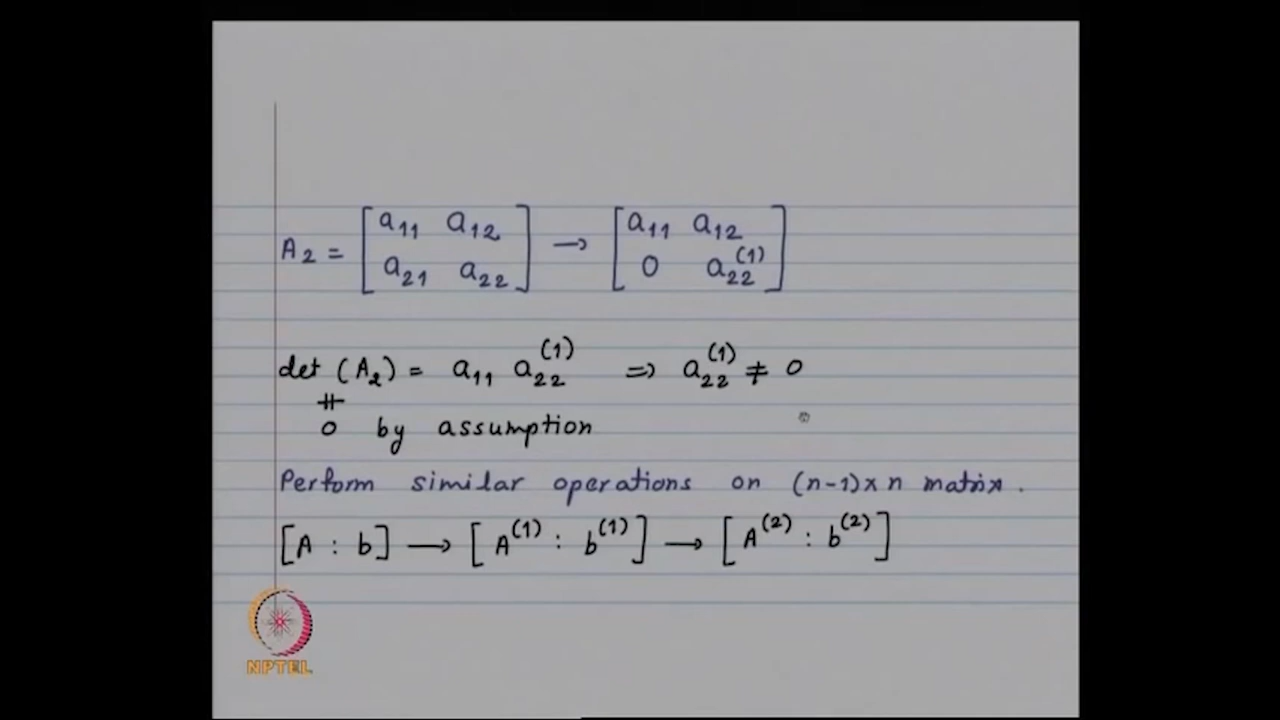 A₂ = [ a₁₁ a₁₂ ; a₂₁ a₂₂ ] → [ a₁₁ a₁₂ ; 0 a₂₂⁽¹⁾ ]
det (A₂) = a₁₁ a₂₂⁽¹⁾ ⇒ a₂₂⁽¹⁾ ≠ 0
≠
0 by assumption
Perform similar operations on (n-1)×n matrix.
[A : b] → [A⁽¹⁾ : b⁽¹⁾] → [A⁽²⁾ : b⁽²⁾]
NPTEL